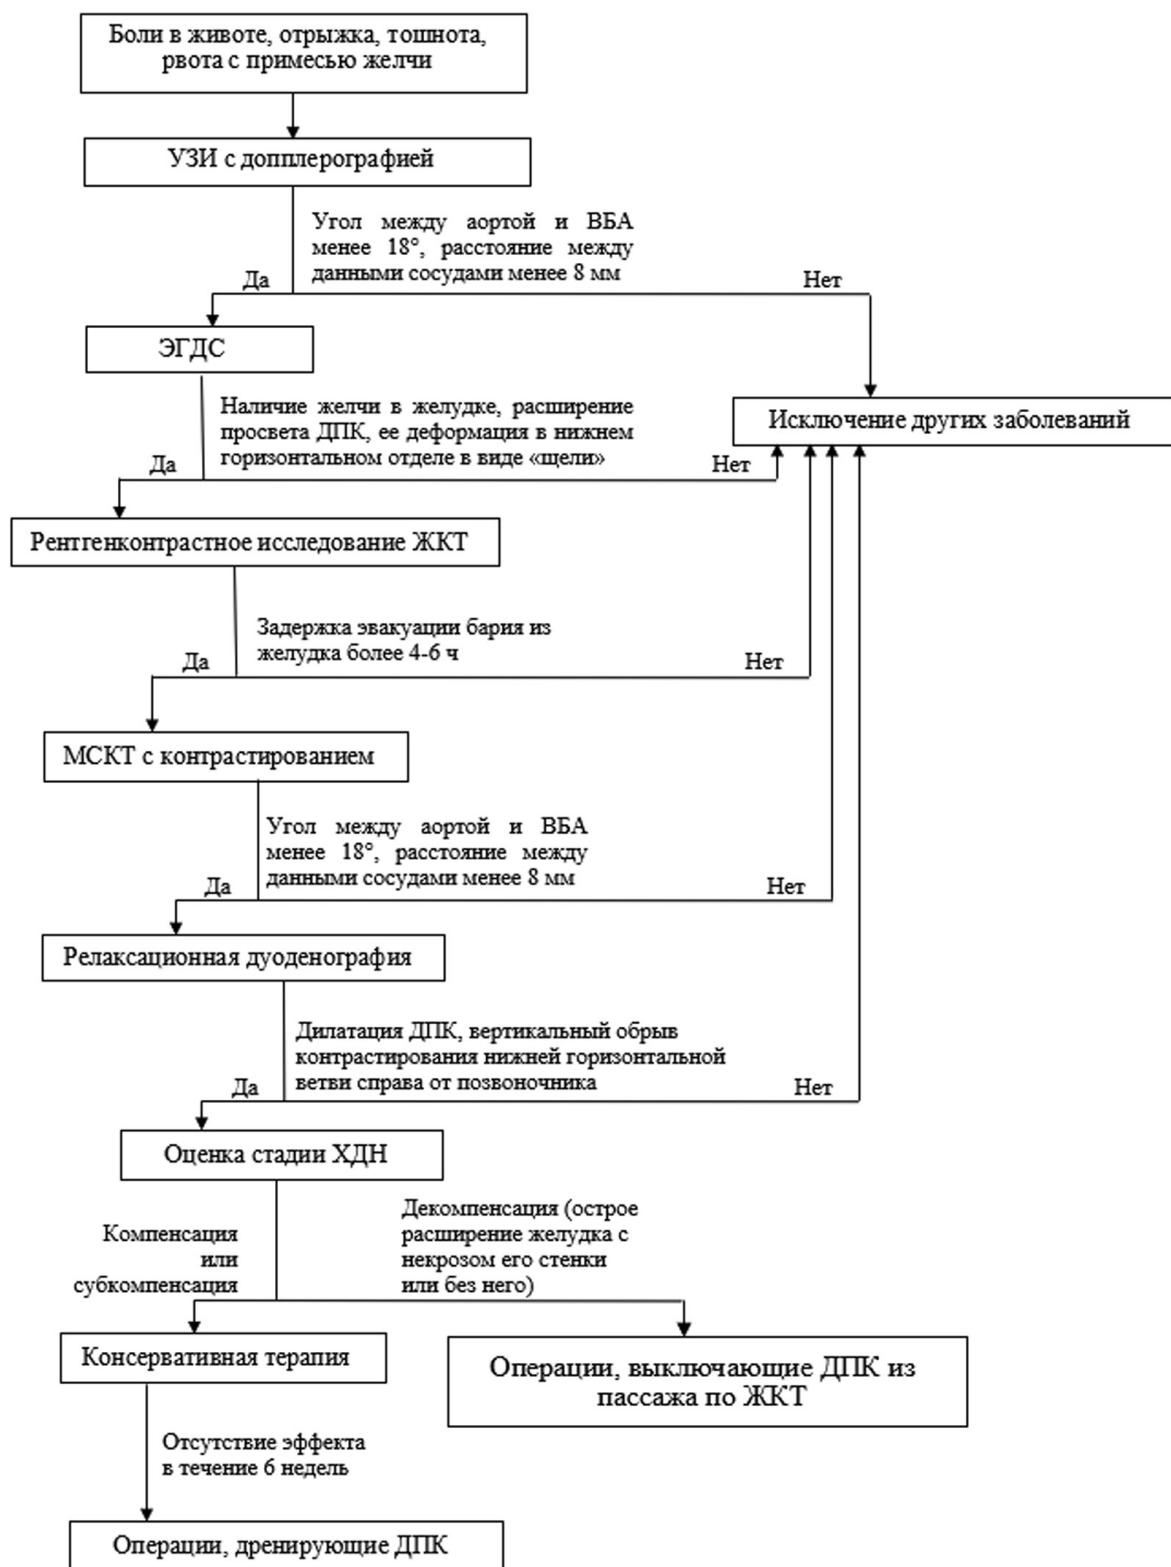 Боли в животе, отрыжка, тошнота,
рвота с примесью желчи
УЗИ с допплерографией
Угол между аортой и ВБА
менее 18°, расстояние между
данными сосудами менее 8 мм
Да
Нет
ЭГДС
Наличие желчи в желудке, расширение
просвета ДПК, ее деформация в нижнем
горизонтальном отделе в виде «щели»
Исключение других заболеваний
Да
Нет
Рентгенконтрастное исследование ЖКТ
Задержка эвакуации бария из
желудка более 4-6 ч
Да
Нет
МСКТ с контрастированием
Угол между аортой и ВБА
менее 18°, расстояние между
данными сосудами менее 8 мм
Да
Нет
Релаксационная дуоденография
Дилатация ДПК, вертикальный обрыв
контрастирования нижней горизонтальной
ветви справа от позвоночника
Да
Нет
Оценка стадии ХДН
Компенсация
или
субкомпенсация
Декомпенсация (острое
расширение желудка с
некрозом его стенки
или без него)
Консервативная терапия
Операции, выключающие ДПК из
пассажа по ЖКТ
Отсутствие эффекта
в течение 6 недель
Операции, дренирующие ДПК